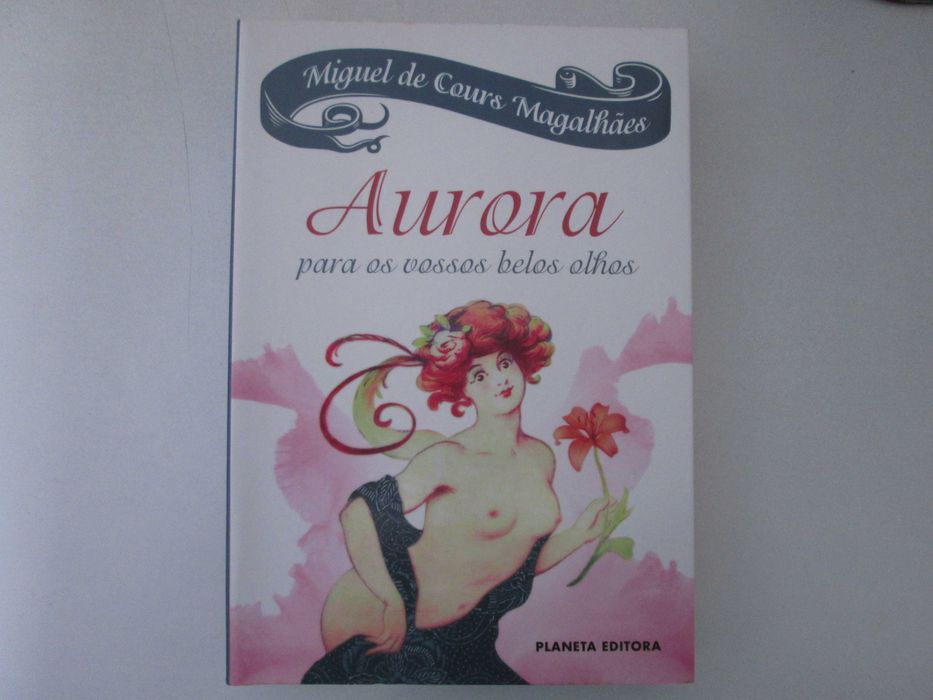 Miguel de Cours Magalhães
Aurora
para os vossos belos olhos
PLANETA EDITORA